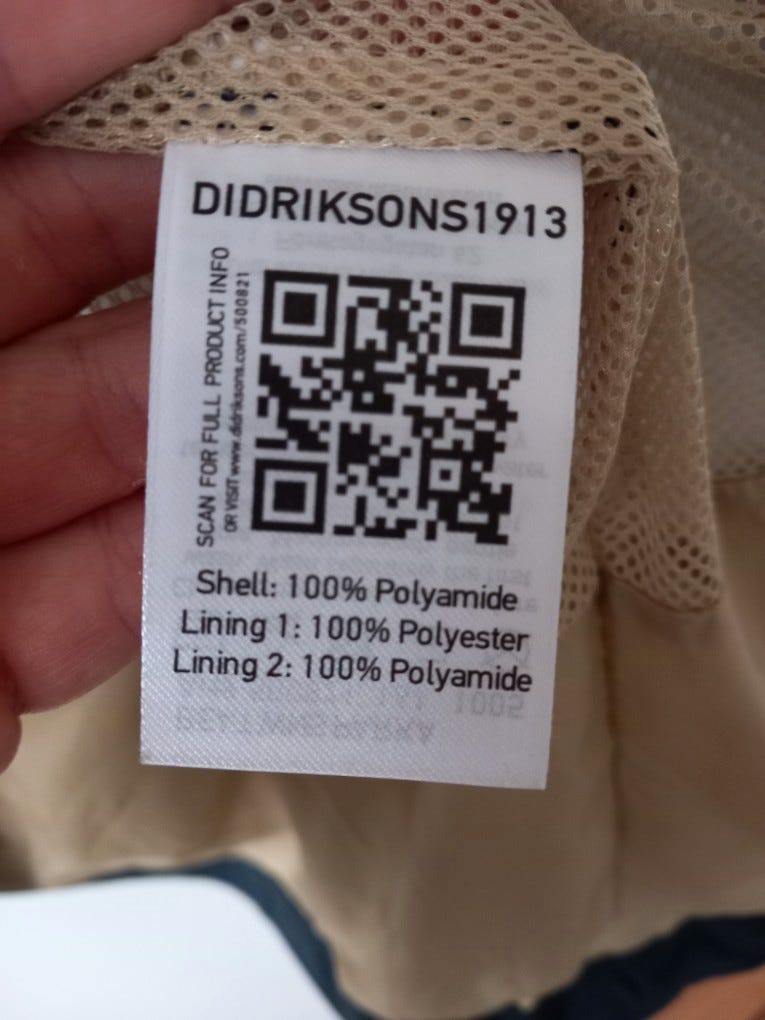 DIDRIKSONS1913
SCAN FOR FULL PRODUCT INFO
OR VISIT www.didriksons.com/500821
Shell: 100% Polyamide
Lining 1: 100% Polyester
Lining 2: 100% Polyamide